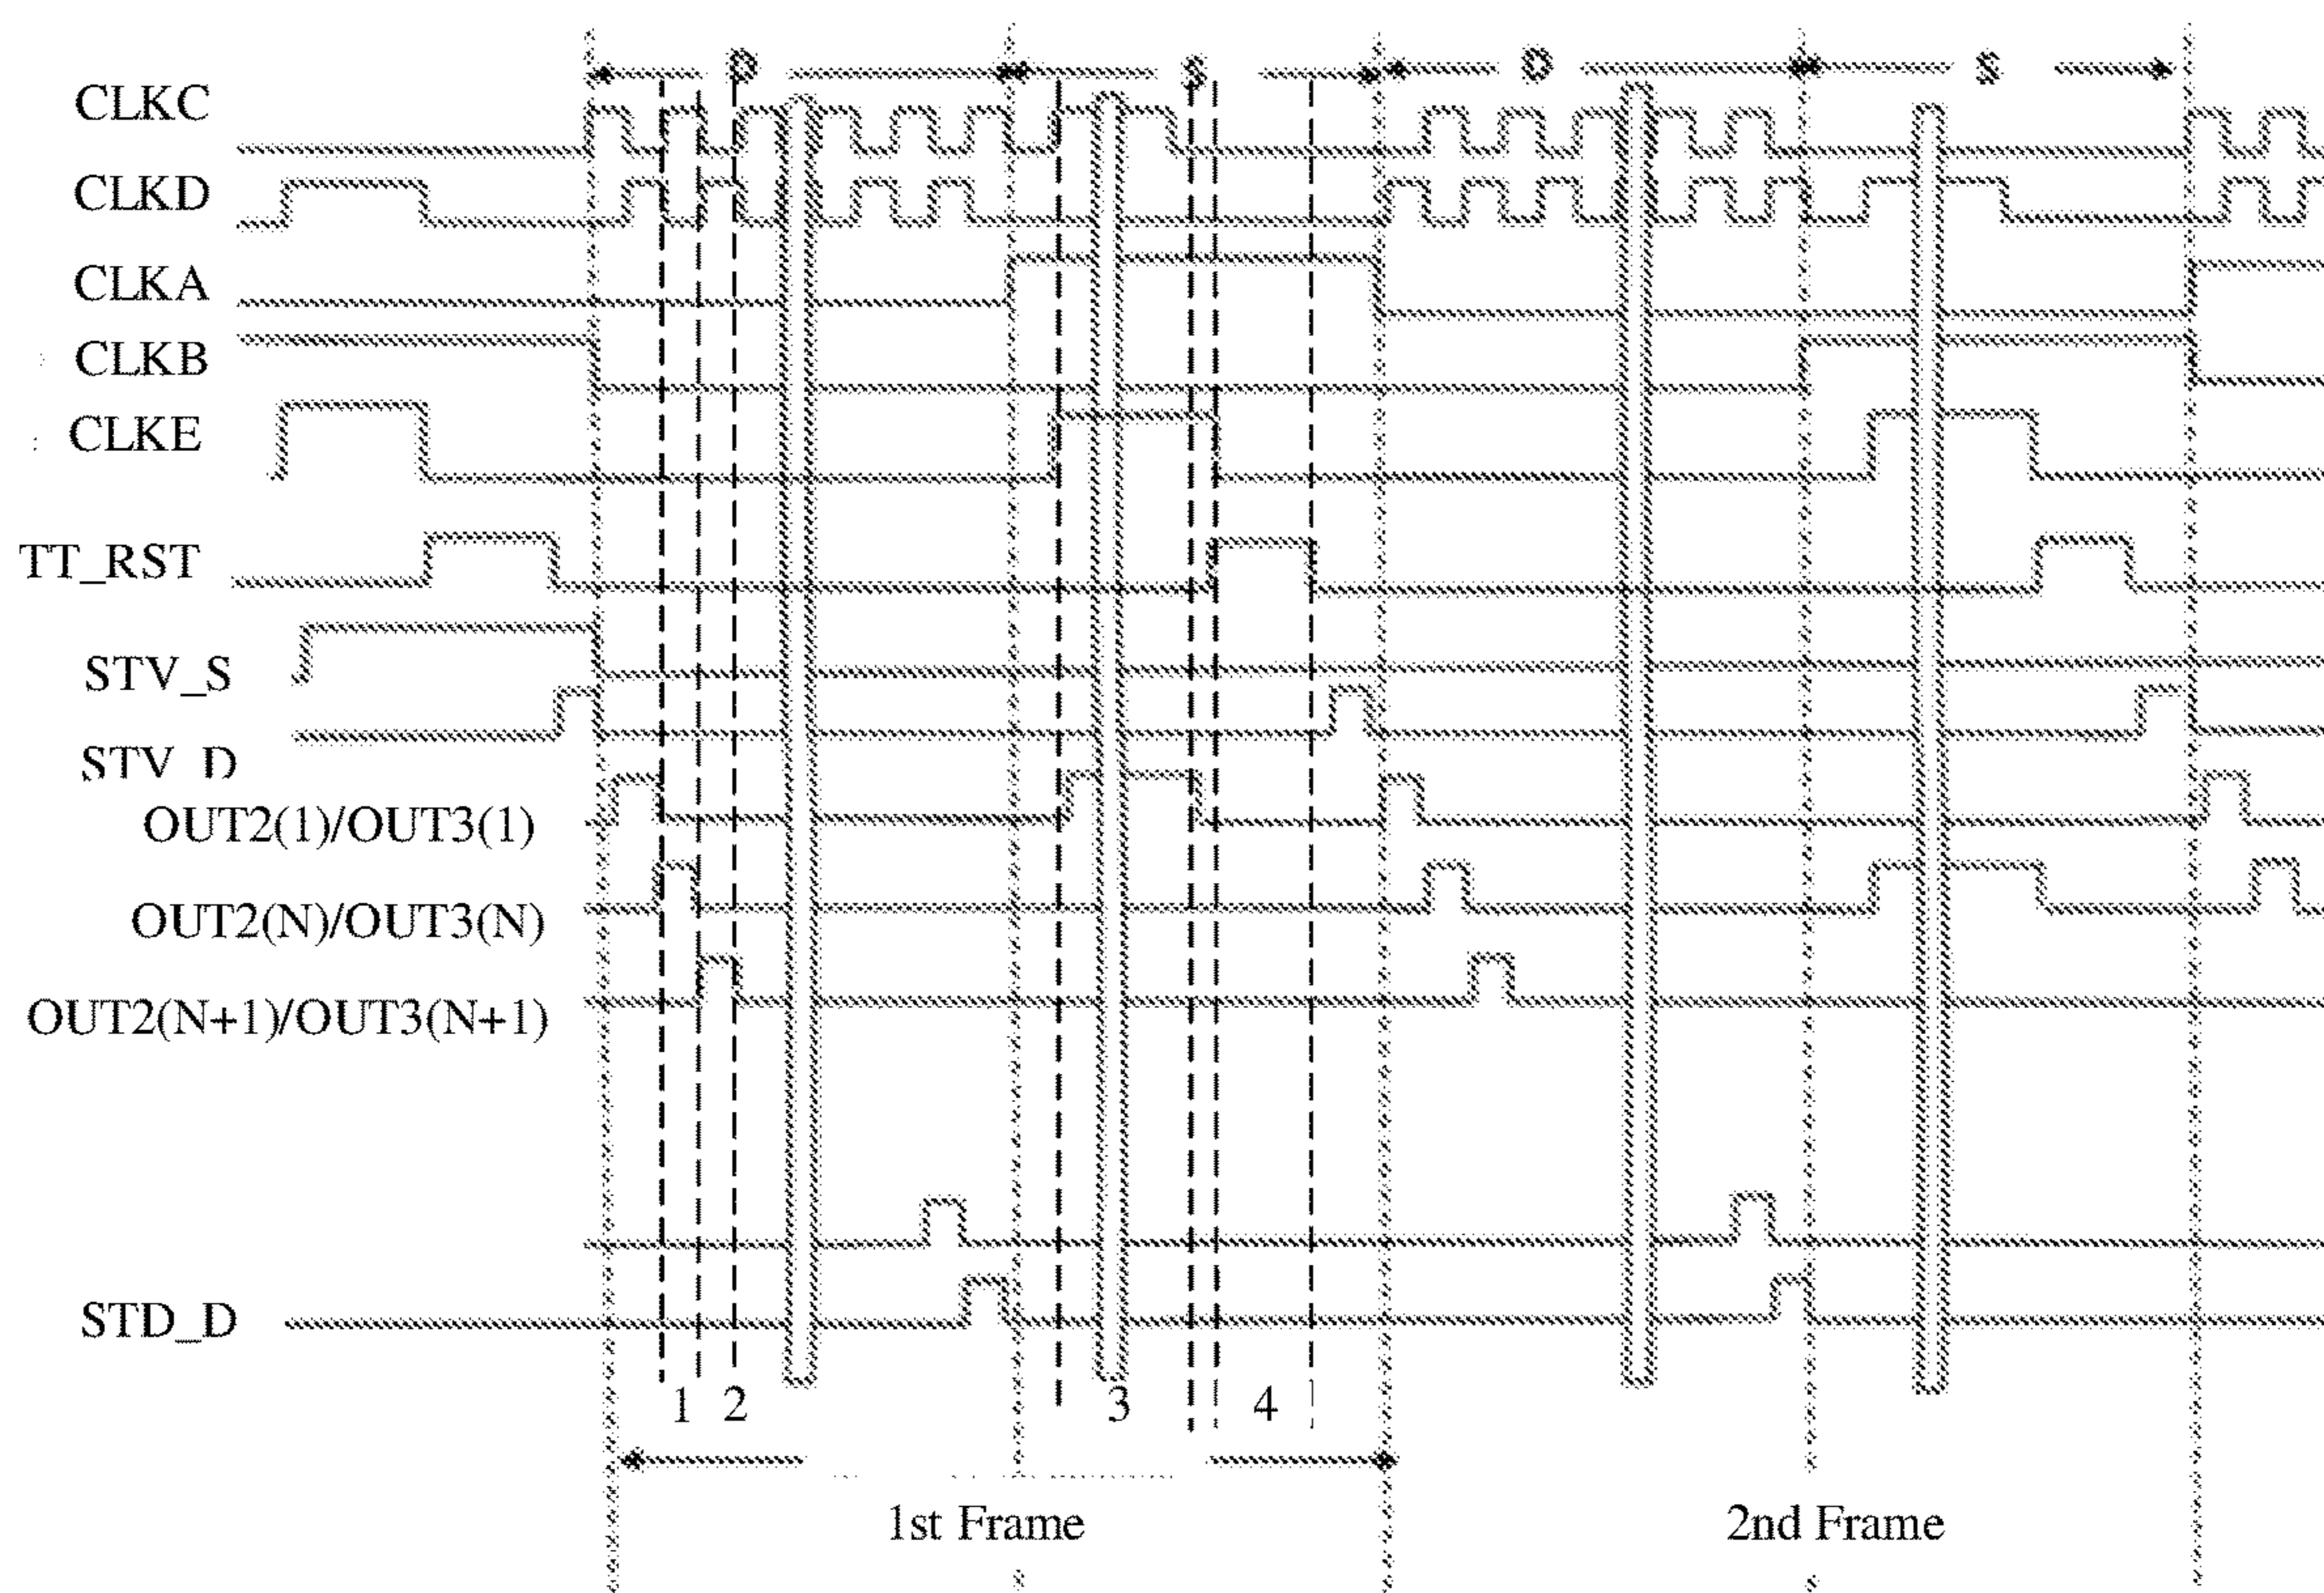 D S D S
CLKC
CLKD
CLKA
CLKB
CLKE
TT_RST
STV_S
STV_D
OUT2(1)/OUT3(1)
OUT2(N)/OUT3(N)
OUT2(N+1)/OUT3(N+1)
STD_D
1 2 3 4
1st Frame 2nd Frame